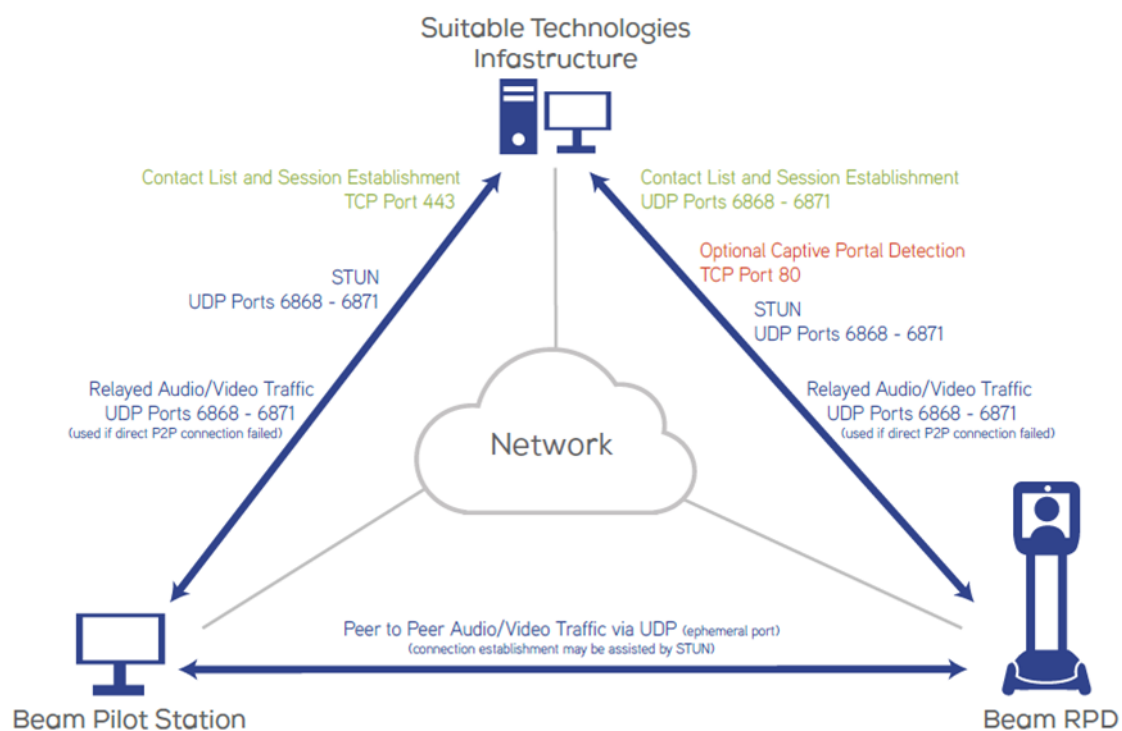 Suitable Technologies
Infastructure
Contact List and Session Establishment
TCP Port 443
Contact List and Session Establishment
UDP Ports 6868 - 6871
Optional Captive Portal Detection
TCP Port 80
STUN
UDP Ports 6868 - 6871
STUN
UDP Ports 6868 - 6871
Relayed Audio/Video Traffic
UDP Ports 6868 - 6871
(used if direct P2P connection failed)
Relayed Audio/Video Traffic
UDP Ports 6868 - 6871
(used if direct P2P connection failed)
Network
Peer to Peer Audio/Video Traffic via UDP (ephemeral port)
(connection establishment may be assisted by STUN)
Beam Pilot Station
Beam RPD